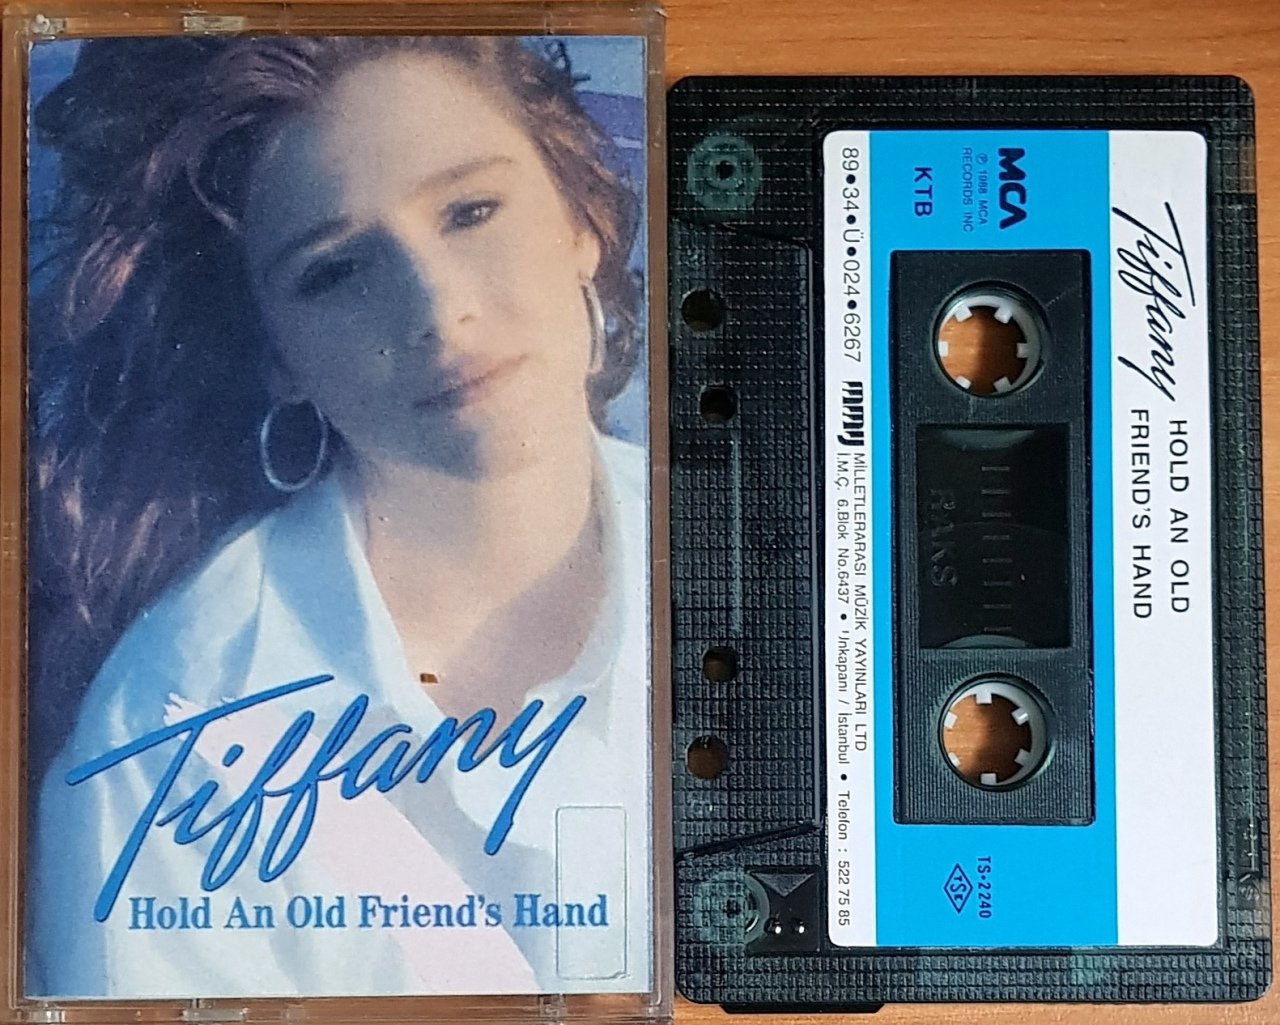 Tiffany
Hold An Old Friend's Hand
Tiffany
HOLD AN OLD
FRIEND'S HAND
MCA
℗ 1988 MCA
RECORDS INC
KTB
TS•2240
TSE
RAKS
89•34•Ü•024•6267
MİLLETLERARASI MÜZİK YAYINLARI LTD
İ.M.Ç. 6.Blok No.6437 • Unkapanı / İstanbul • Telefon : 522 75 85